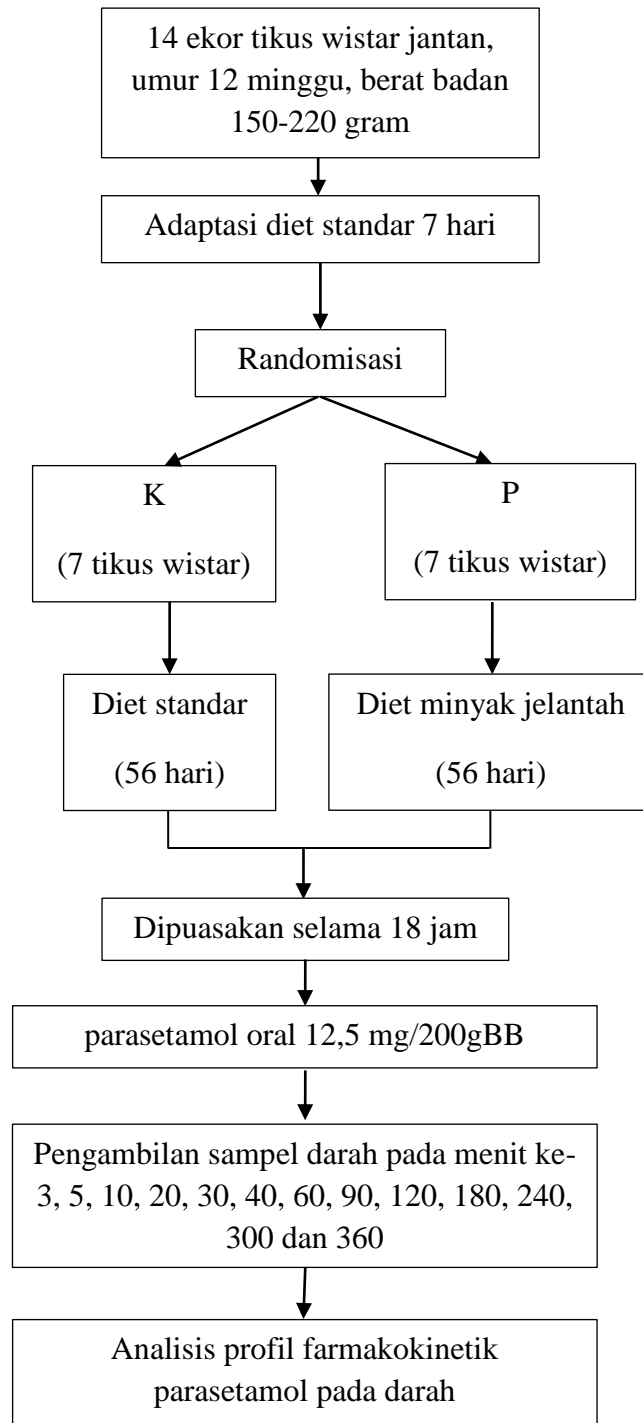 14 ekor tikus wistar jantan,
umur 12 minggu, berat badan
150-220 gram
Adaptasi diet standar 7 hari
Randomisasi
K
(7 tikus wistar)
P
(7 tikus wistar)
Diet standar
(56 hari)
Diet minyak jelantah
(56 hari)
Dipuasakan selama 18 jam
parasetamol oral 12,5 mg/200gBB
Pengambilan sampel darah pada menit ke-
3, 5, 10, 20, 30, 40, 60, 90, 120, 180, 240,
300 dan 360
Analisis profil farmakokinetik
parasetamol pada darah